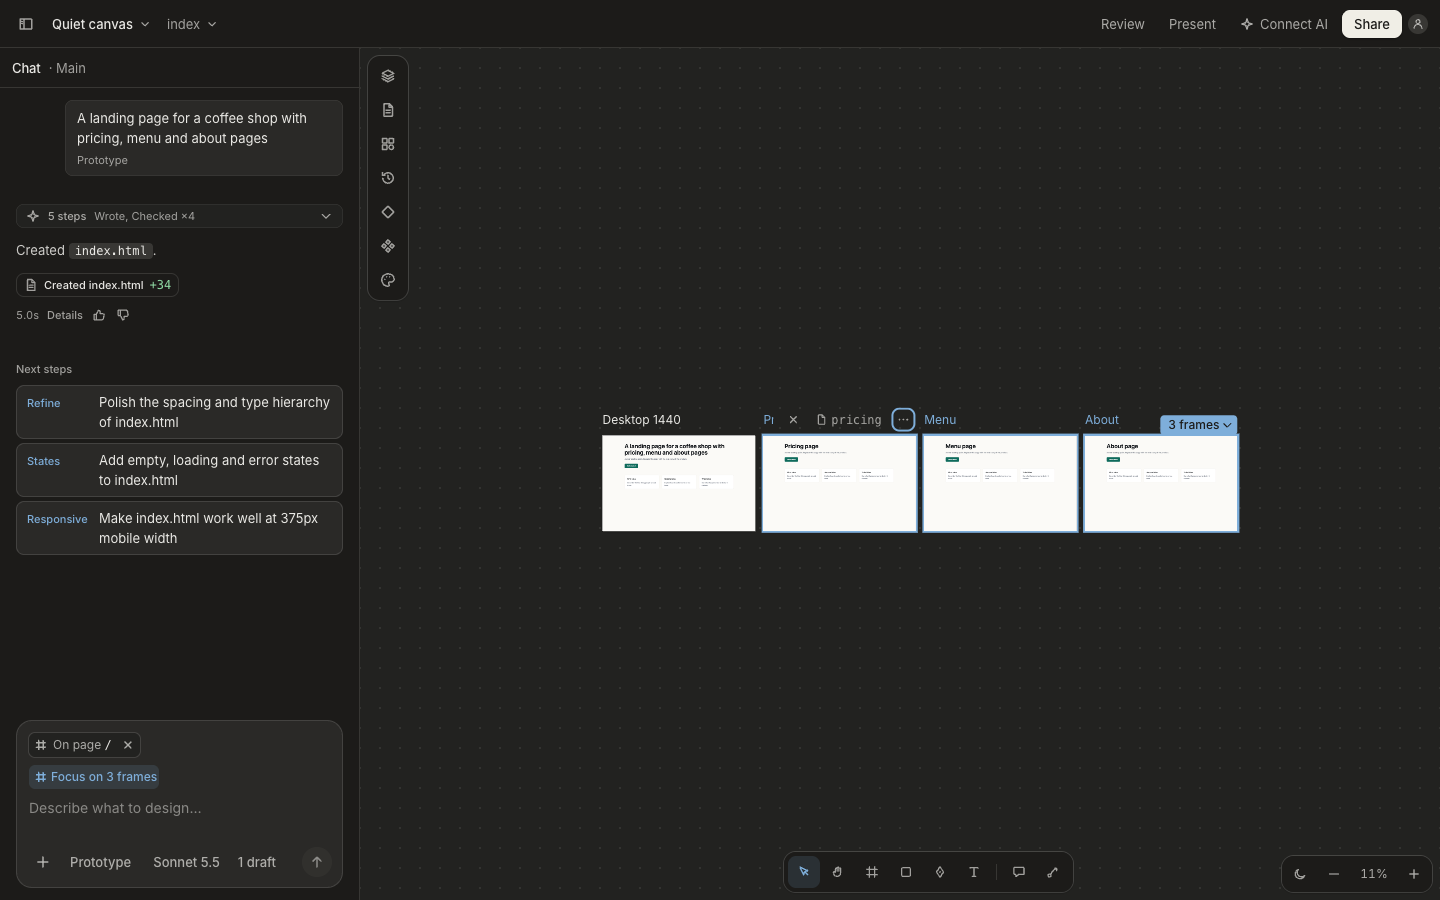 Quiet canvas
index
Review
Present
Connect AI
Share
Chat · Main
A landing page for a coffee shop with
pricing, menu and about pages
Prototype
5 steps Wrote, Checked ×4
Created index.html.
Created index.html +34
5.0s Details
Next steps
Refine Polish the spacing and type hierarchy
of index.html
States Add empty, loading and error states
to index.html
Responsive Make index.html work well at 375px
mobile width
On page /
Focus on 3 frames
Describe what to design...
Prototype Sonnet 5.5 1 draft
Desktop 1440
pricing
Menu
About
3 frames
A landing page for a coffee shop with
pricing, menu and about pages
Pricing page
Menu page
About page
11%